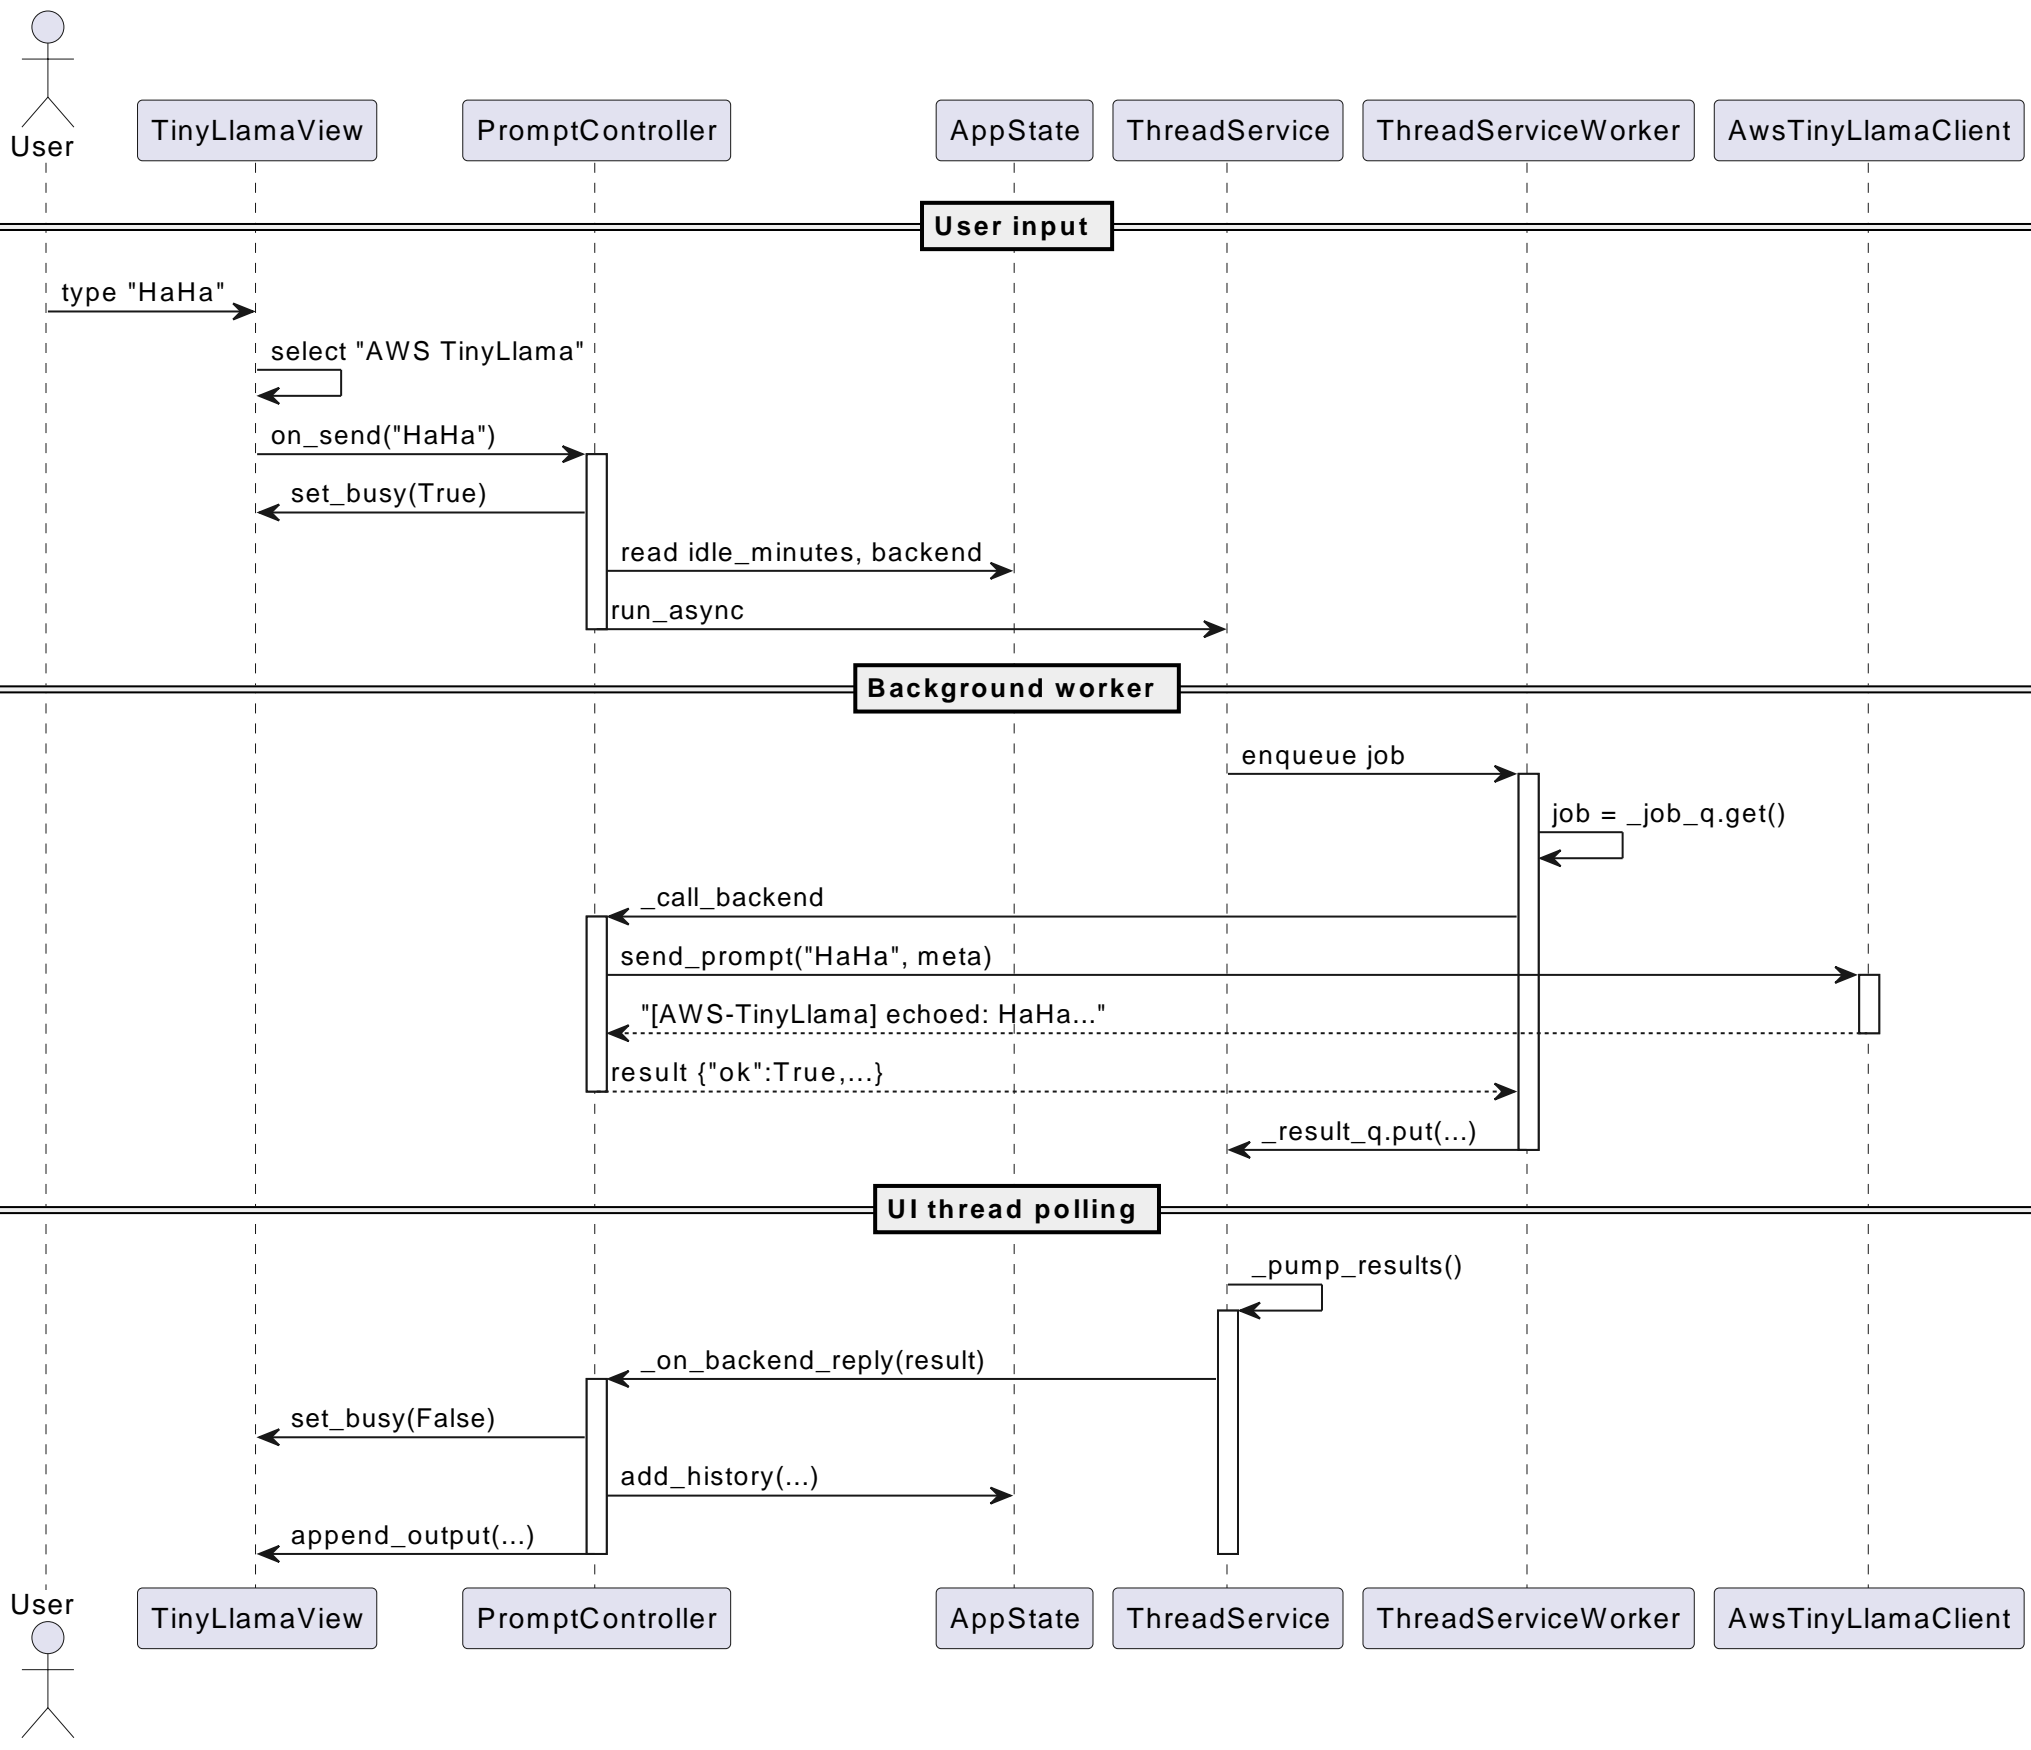 User
TinyLlamaView
PromptController
AppState
ThreadService
ThreadServiceWorker
AwsTinyLlamaClient
User input
type "HaHa"
select "AWS TinyLlama"
on_send("HaHa")
set_busy(True)
read idle_minutes, backend
run_async
Background worker
enqueue job
job = _job_q.get()
_call_backend
send_prompt("HaHa", meta)
"[AWS-TinyLlama] echoed: HaHa..."
result {"ok":True,...}
_result_q.put(...)
UI thread polling
_pump_results()
_on_backend_reply(result)
set_busy(False)
add_history(...)
append_output(...)
User
TinyLlamaView
PromptController
AppState
ThreadService
ThreadServiceWorker
AwsTinyLlamaClient